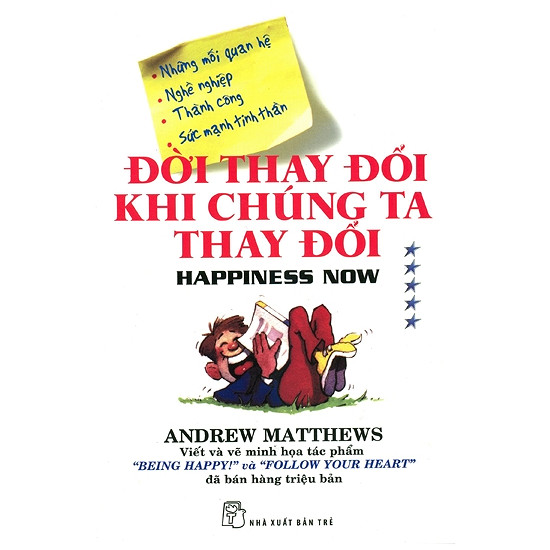 • Những mối quan hệ
• Nghề nghiệp
• Thành công
• Sức mạnh tinh thần
ĐỜI THAY ĐỔI
KHI CHÚNG TA
THAY ĐỔI
HAPPINESS NOW
ANDREW MATTHEWS
Viết và vẽ minh họa tác phẩm
“BEING HAPPY!” và “FOLLOW YOUR HEART”
đã bán hàng triệu bản
NHÀ XUẤT BẢN TRẺ